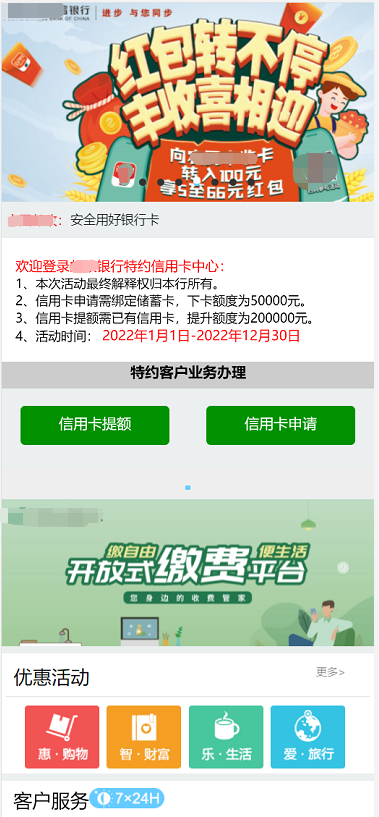 银行 | 进步 与您同步
OF CHINA
红包转不停
丰收喜相迎
向 卡
转入100元
享5至66元红包
：安全用好银行卡
欢迎登录 银行特约信用卡中心：
1、本次活动最终解释权归本行所有。
2、信用卡申请需绑定储蓄卡，下卡额度为50000元。
3、信用卡提额需已有信用卡，提升额度为200000元。
4、活动时间： 2022年1月1日-2022年12月30日
特约客户业务办理
信用卡提额 信用卡申请
缴自由 便生活
开放式缴费平台
您身边的收费管家
优惠活动 更多>
惠·购物 智·财富 乐·生活 爱·旅行
客户服务 7×24H